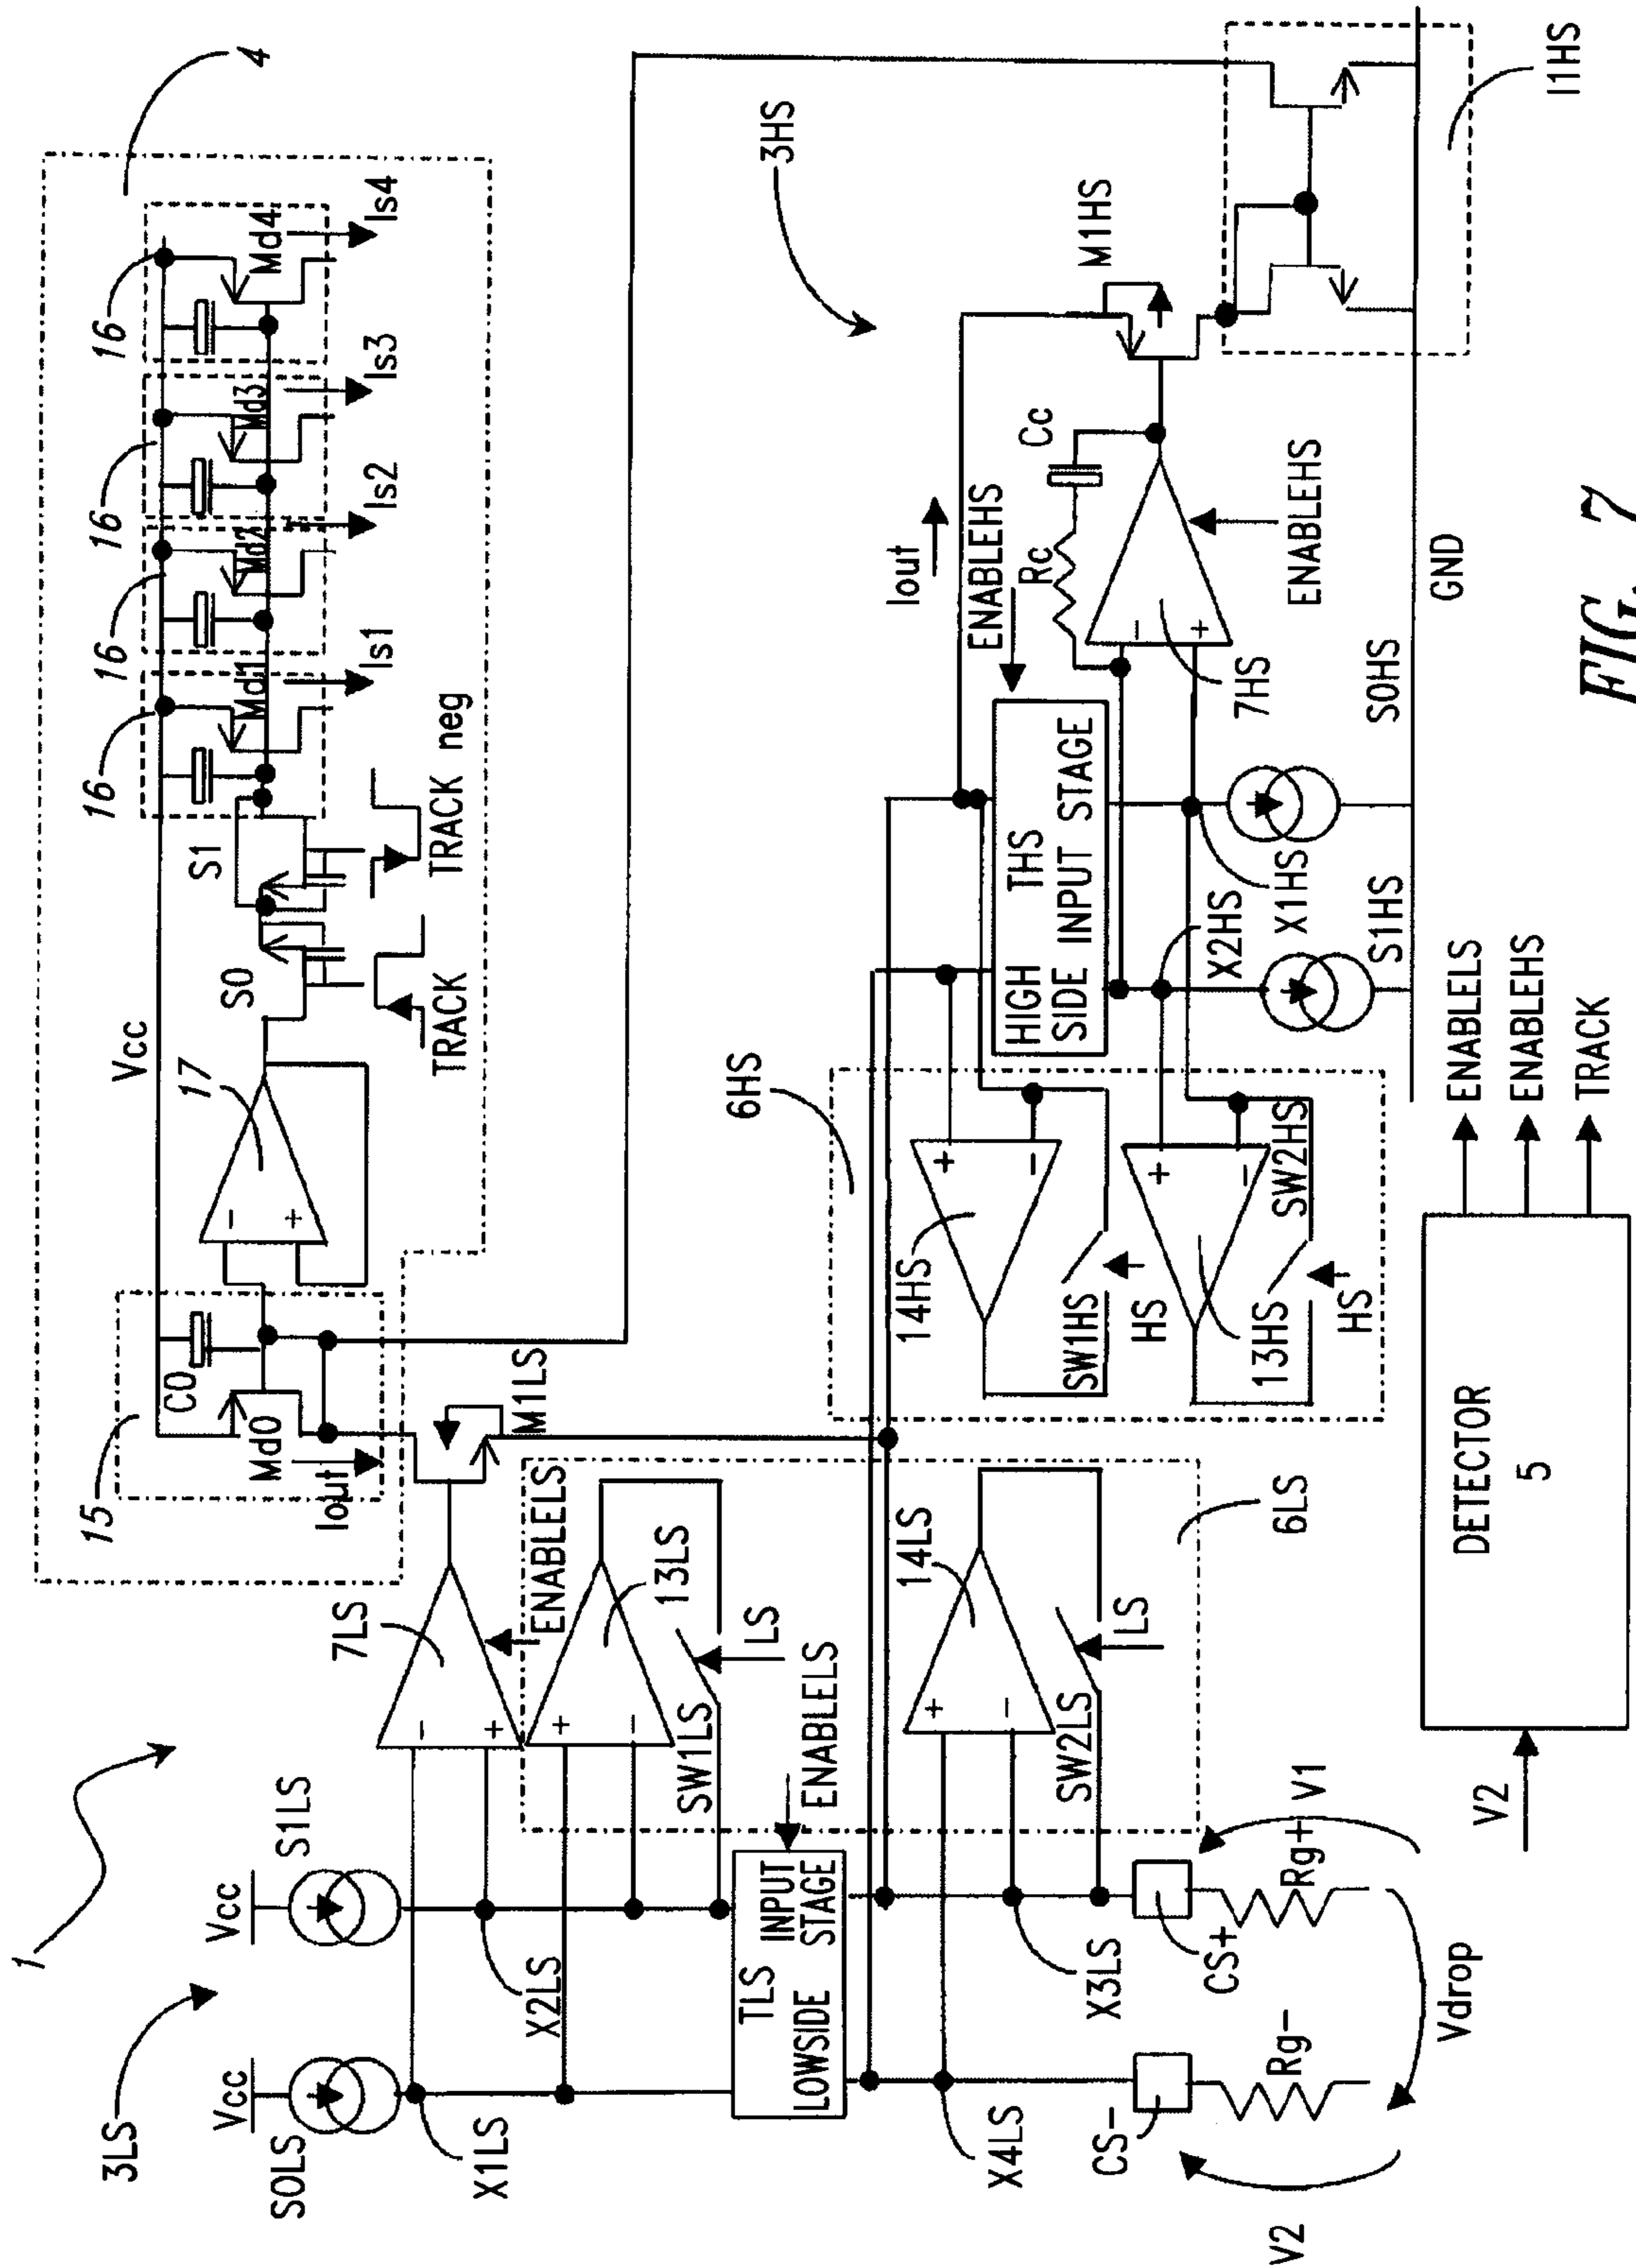 1
3LS
Vcc
Vcc
S0LS
S1LS
X1LS
X2LS
7LS
-
+
ENABLELS
13LS
+
-
SW1LS
LS
ENABLELS
TLS
INPUT
STAGE
LOWSIDE
14LS
+
-
SW2LS
LS
6LS
X4LS
X3LS
CS-
CS+
Rg-
Rg+
V1
V2
Vdrop
4
15
C0
Md0
Iout
M1LS
Vcc
17
-
+
S0
S1
TRACK
TRACK neg
16
16
16
16
Md1
Md2
Md3
Md4
Is1
Is2
Is3
Is4
3HS
6HS
14HS
+
-
SW1HS
HS
13HS
+
-
SW2HS
HS
THS
HIGH
SIDE INPUT STAGE
ENABLEHS
Iout
Rc
Cc
-
+
7HS
ENABLEHS
M1HS
X2HS
X1HS
S1HS
S0HS
GND
I1HS
V2
DETECTOR
5
ENABLELS
ENABLEHS
TRACK
FIG. 7